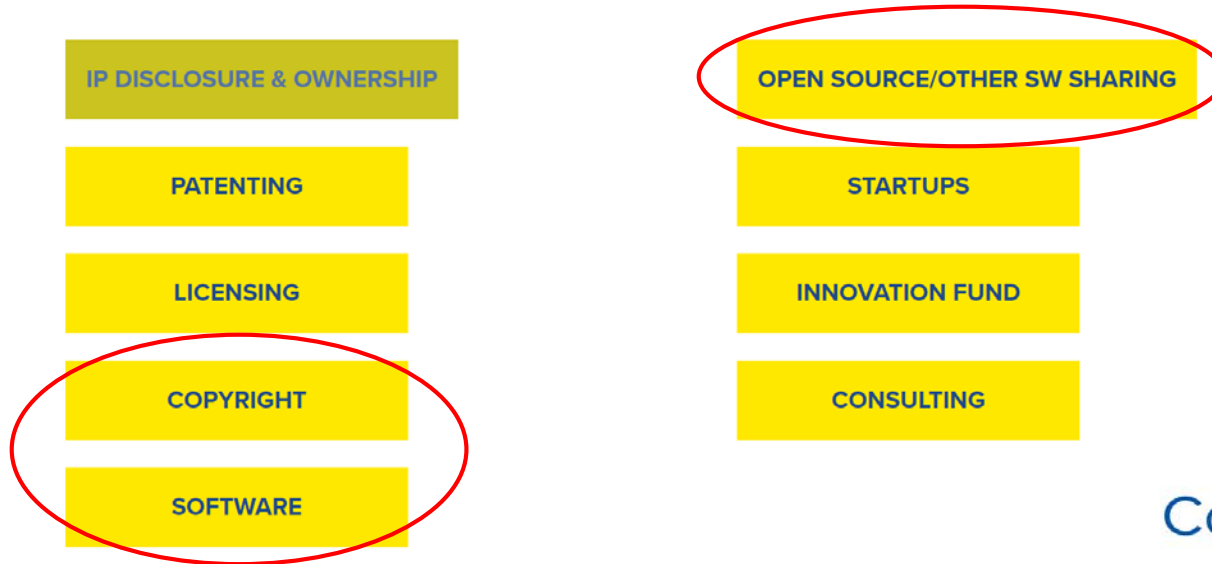 IP DISCLOSURE & OWNERSHIP
PATENTING
LICENSING
COPYRIGHT
SOFTWARE
OPEN SOURCE/OTHER SW SHARING
STARTUPS
INNOVATION FUND
CONSULTING